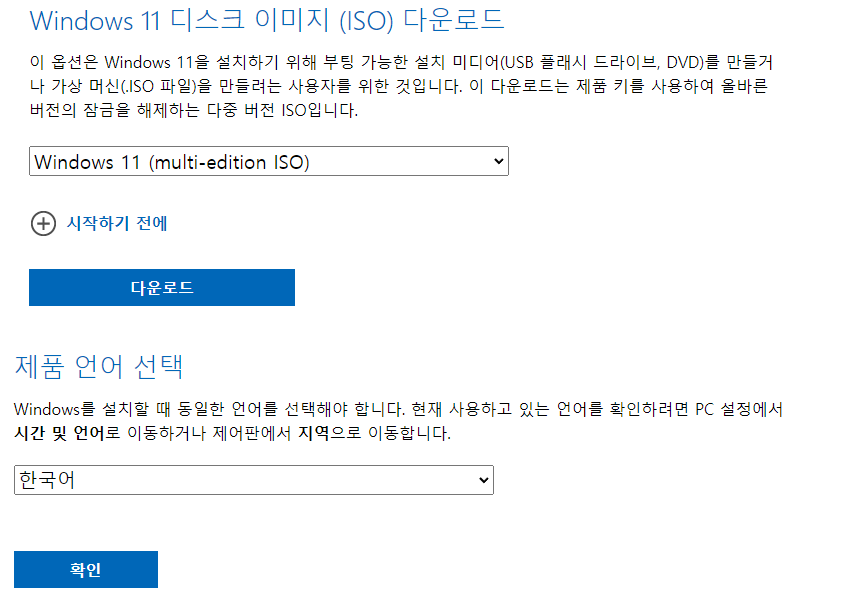 Windows 11 디스크 이미지 (ISO) 다운로드
이 옵션은 Windows 11을 설치하기 위해 부팅 가능한 설치 미디어(USB 플래시 드라이브, DVD)를 만들거
나 가상 머신(.ISO 파일)을 만들려는 사용자를 위한 것입니다. 이 다운로드는 제품 키를 사용하여 올바른
버전의 잠금을 해제하는 다중 버전 ISO입니다.
Windows 11 (multi-edition ISO)
시작하기 전에
다운로드
제품 언어 선택
Windows를 설치할 때 동일한 언어를 선택해야 합니다. 현재 사용하고 있는 언어를 확인하려면 PC 설정에서
시간 및 언어로 이동하거나 제어판에서 지역으로 이동합니다.
한국어
확인